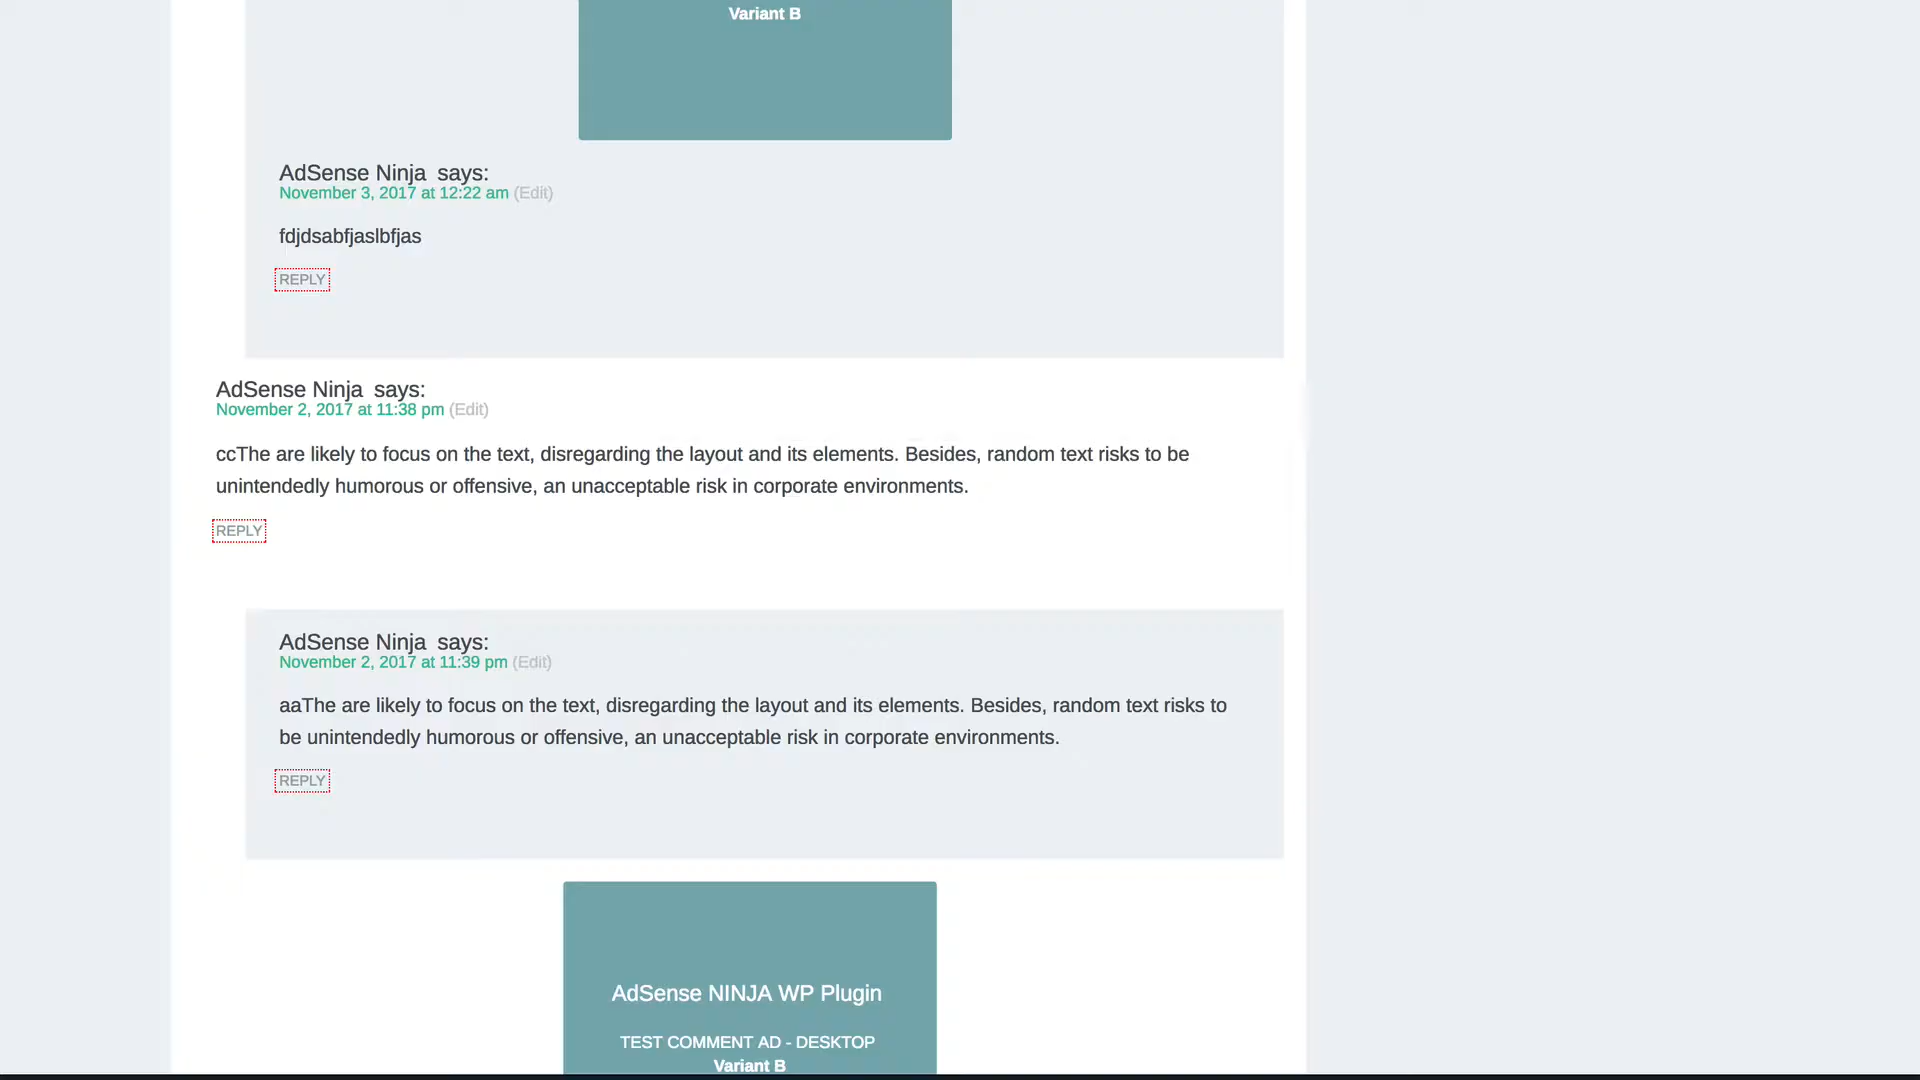 Variant B
AdSense Ninja says:
November 3, 2017 at 12:22 am (Edit)
fdjdsabfjaslbfjas
REPLY
AdSense Ninja says:
November 2, 2017 at 11:38 pm (Edit)
ccThe are likely to focus on the text, disregarding the layout and its elements. Besides, random text risks to be
unintendedly humorous or offensive, an unacceptable risk in corporate environments.
REPLY
AdSense Ninja says:
November 2, 2017 at 11:39 pm (Edit)
aaThe are likely to focus on the text, disregarding the layout and its elements. Besides, random text risks to
be unintendedly humorous or offensive, an unacceptable risk in corporate environments.
REPLY
AdSense NINJA WP Plugin
TEST COMMENT AD - DESKTOP
Variant B